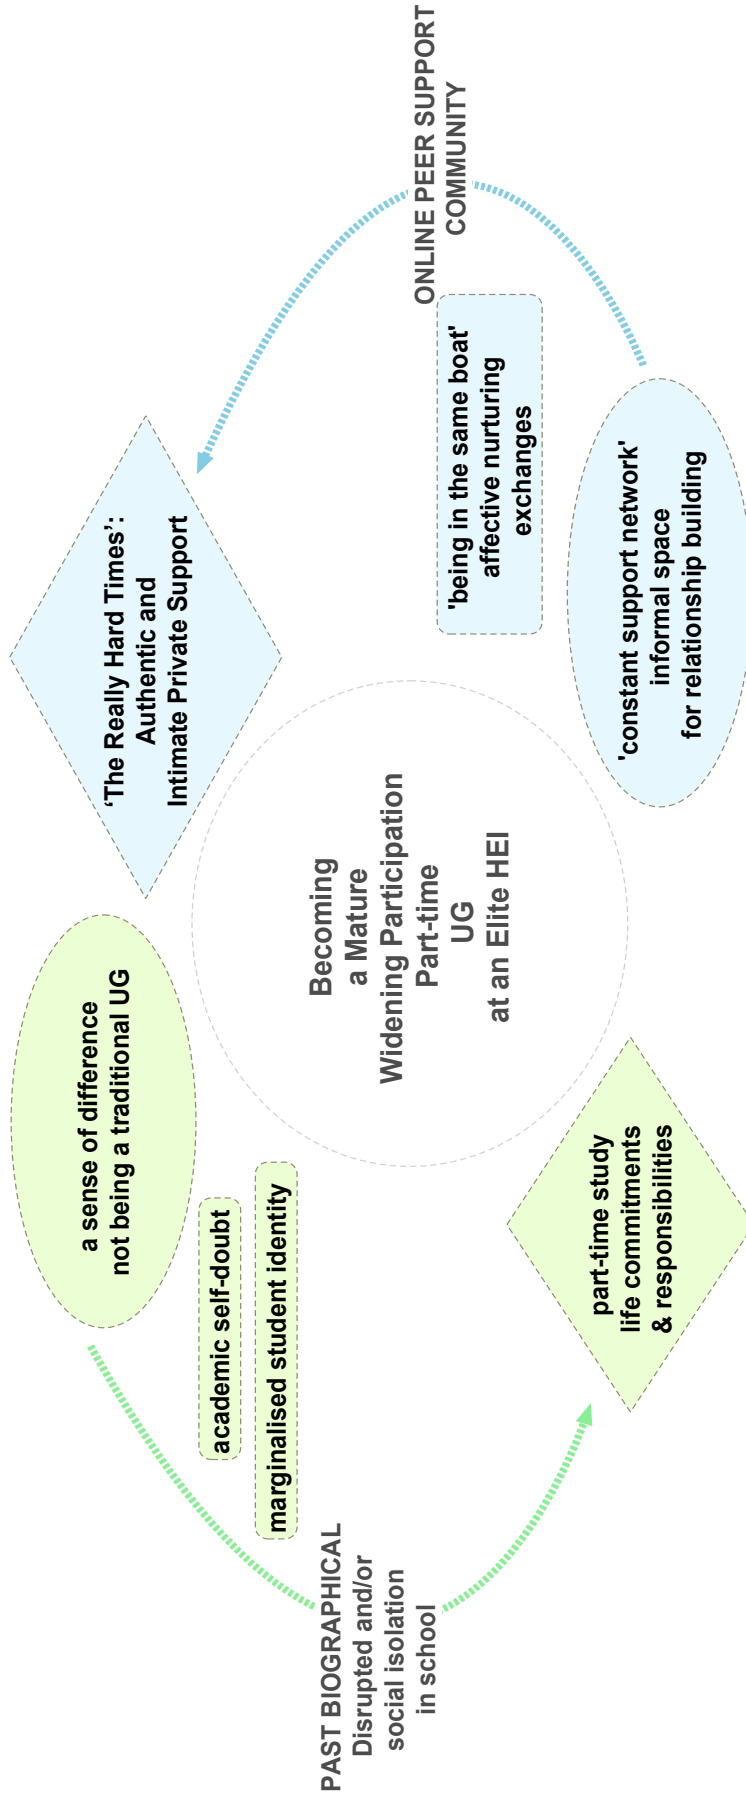 PAST BIOGRAPHICAL
Disrupted and/or
social isolation
in school
a sense of difference
not being a traditional UG
academic self-doubt
marginalised student identity
part-time study
life commitments
& responsibilities
Becoming
a Mature
Widening Participation
Part-time
UG
at an Elite HEI
‘The Really Hard Times’:
Authentic and
Intimate Private Support
'being in the same boat'
affective nurturing
exchanges
'constant support network'
informal space
for relationship building
ONLINE PEER SUPPORT
COMMUNITY